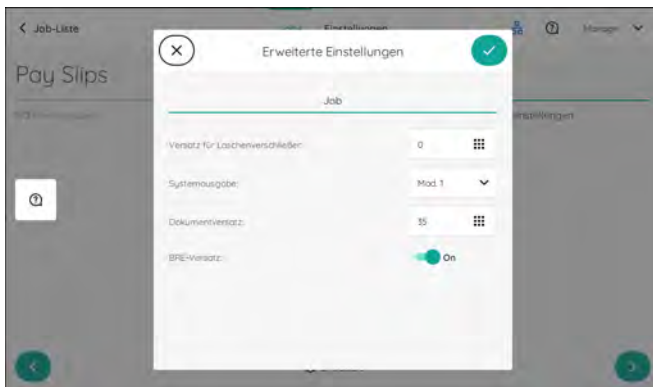 Job-Liste
Einstellungen
Manager
Pay Slips
Erweiterte Einstellungen
Job
Versatz für Laschenverschließer:
0
Systemausgabe:
Mod. 1
Dokumentversatz:
35
BRE-Versatz:
On